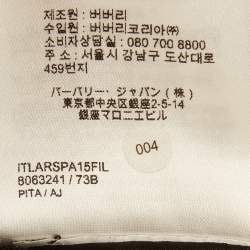 제조원 : 버버리
수입원 : 버버리코리아㈜
소비자상담실 : 080 700 8800
주소 : 서울시 강남구 도산대로
459번지
バーバリー・ジャパン（株）
東京都中央区銀座2-5-14
銀座マロニエビル
004
ITLARSPA15FIL
8063241 / 73B
PITA / AJ